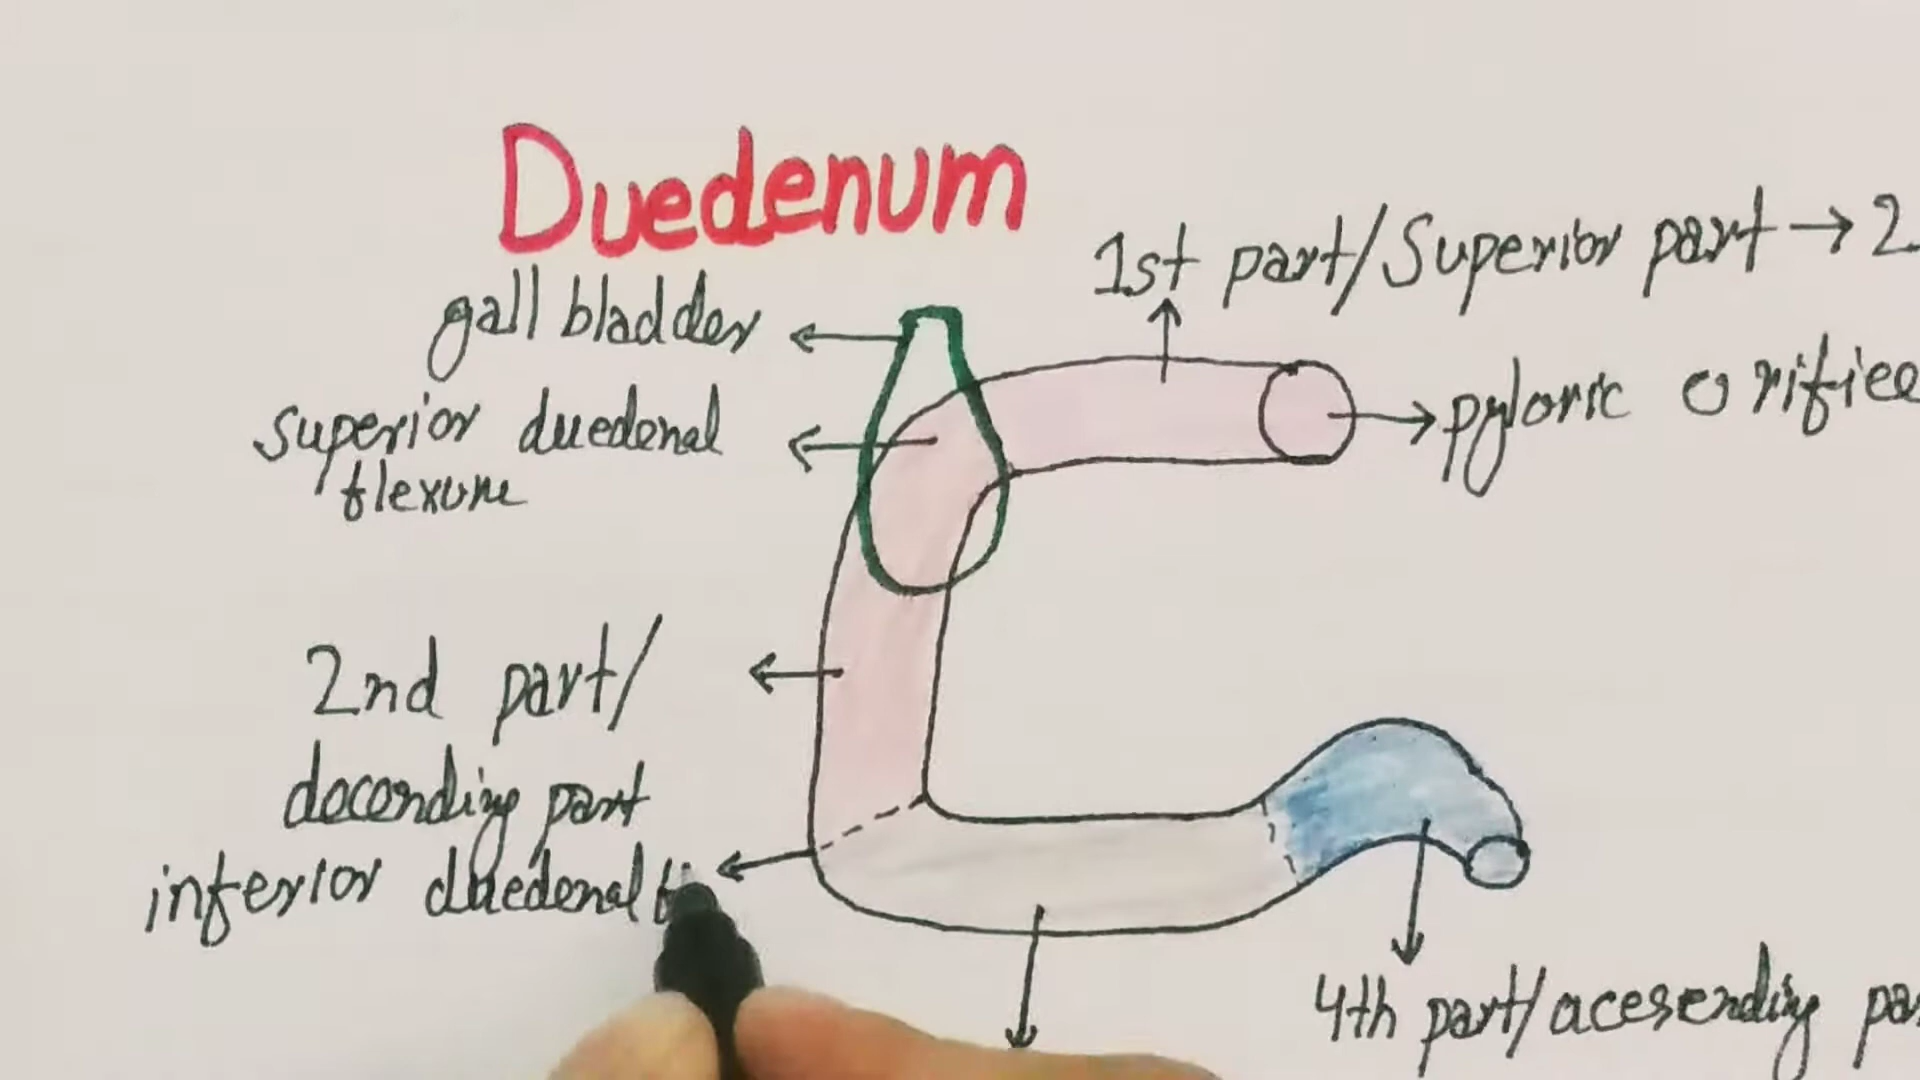 Duedenum
gall bladder
1st part/Superior part → 2
superior duedenal
flexure
pyloric orifice
2nd part/
doconding part
inferior duedenal
4th part/acesending